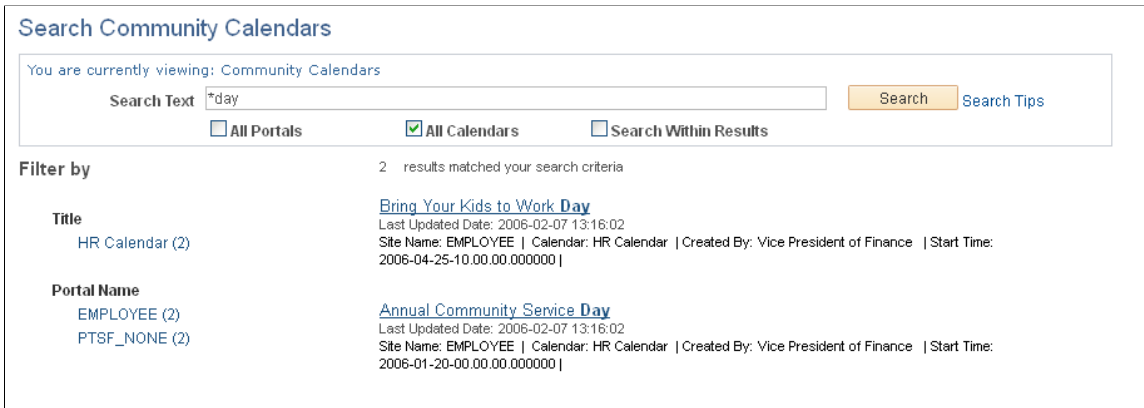 Search Community Calendars
You are currently viewing: Community Calendars
Search Text *day Search Search Tips
All Portals All Calendars Search Within Results
Filter by
2 results matched your search criteria
Title
HR Calendar (2)
Portal Name
EMPLOYEE (2)
PTSF_NONE (2)
Bring Your Kids to Work Day
Last Updated Date: 2006-02-07 13:16:02
Site Name: EMPLOYEE | Calendar: HR Calendar | Created By: Vice President of Finance | Start Time:
2006-04-25-10.00.00.000000 |
Annual Community Service Day
Last Updated Date: 2006-02-07 13:16:02
Site Name: EMPLOYEE | Calendar: HR Calendar | Created By: Vice President of Finance | Start Time:
2006-01-20-00.00.00.000000 |